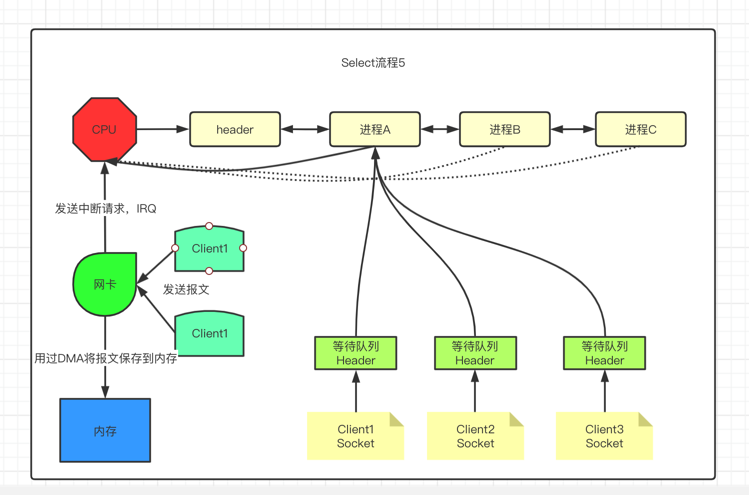 Select流程5
CPU
header
进程A
进程B
进程C
发送中断请求，IRQ
Client1
网卡
发送报文
Client1
用过DMA将报文保存到内存
等待队列
Header
等待队列
Header
等待队列
Header
内存
Client1
Socket
Client2
Socket
Client3
Socket